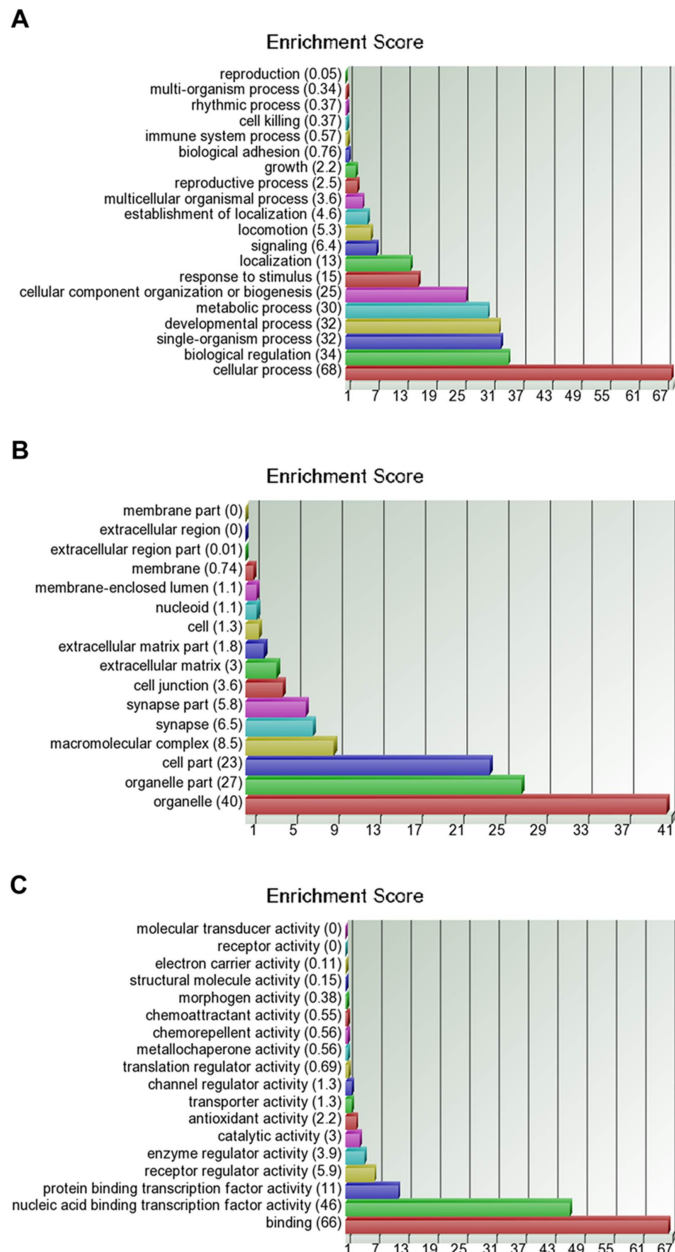 A
Enrichment Score
reproduction (0.05)
multi-organism process (0.34)
rhythmic process (0.37)
cell killing (0.37)
immune system process (0.57)
biological adhesion (0.76)
growth (2.2)
reproductive process (2.5)
multicellular organismal process (3.6)
establishment of localization (4.6)
locomotion (5.3)
signaling (6.4)
localization (13)
response to stimulus (15)
cellular component organization or biogenesis (25)
metabolic process (30)
developmental process (32)
single-organism process (32)
biological regulation (34)
cellular process (68)
1 7 13 19 25 31 37 43 49 55 61 67
B
Enrichment Score
membrane part (0)
extracellular region (0)
extracellular region part (0.01)
membrane (0.74)
membrane-enclosed lumen (1.1)
nucleoid (1.1)
cell (1.3)
extracellular matrix part (1.8)
extracellular matrix (3)
cell junction (3.6)
synapse part (5.8)
synapse (6.5)
macromolecular complex (8.5)
cell part (23)
organelle part (27)
organelle (40)
1 5 9 13 17 21 25 29 33 37 41
C
Enrichment Score
molecular transducer activity (0)
receptor activity (0)
electron carrier activity (0.11)
structural molecule activity (0.15)
morphogen activity (0.38)
chemoattractant activity (0.55)
chemorepellent activity (0.56)
metallochaperone activity (0.56)
translation regulator activity (0.69)
channel regulator activity (1.3)
transporter activity (1.3)
antioxidant activity (2.2)
catalytic activity (3)
enzyme regulator activity (3.9)
receptor regulator activity (5.9)
protein binding transcription factor activity (11)
nucleic acid binding transcription factor activity (46)
binding (66)
1 7 13 19 25 31 37 43 49 55 61 67